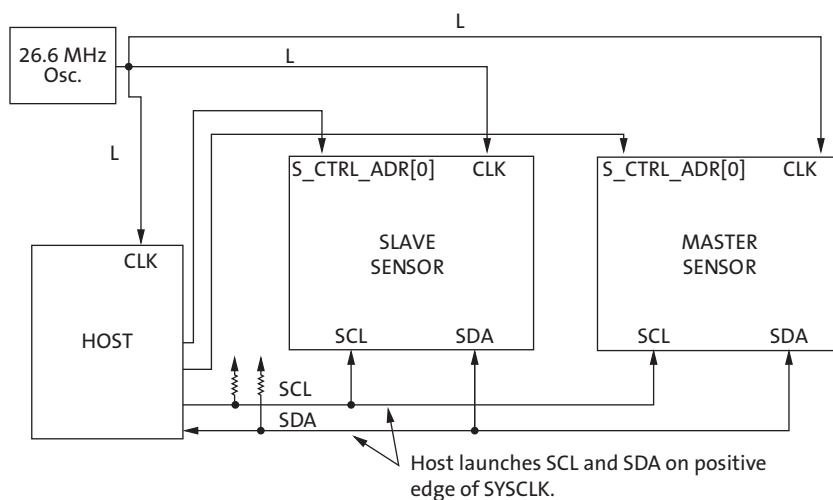 L
26.6 MHz
Osc.
L
L
S_CTRL_ADR[0] CLK
S_CTRL_ADR[0] CLK
CLK
SLAVE
SENSOR
MASTER
SENSOR
HOST
SCL SDA
SCL SDA
SCL
SDA
Host launches SCL and SDA on positive
edge of SYSCLK.